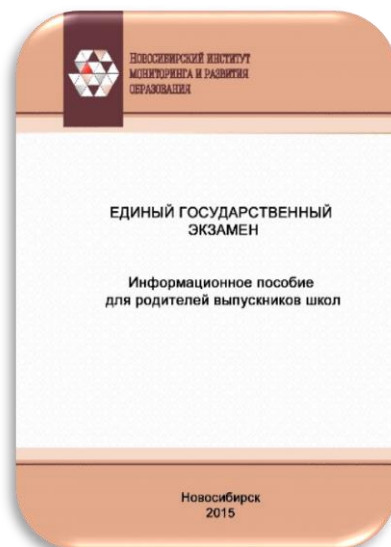 НОВОСИБИРСКИЙ ИНСТИТУТ
МОНИТОРИНГА И РАЗВИТИЯ
ОБРАЗОВАНИЯ
ЕДИНЫЙ ГОСУДАРСТВЕННЫЙ
ЭКЗАМЕН
Информационное пособие
для родителей выпускников школ
Новосибирск
2015